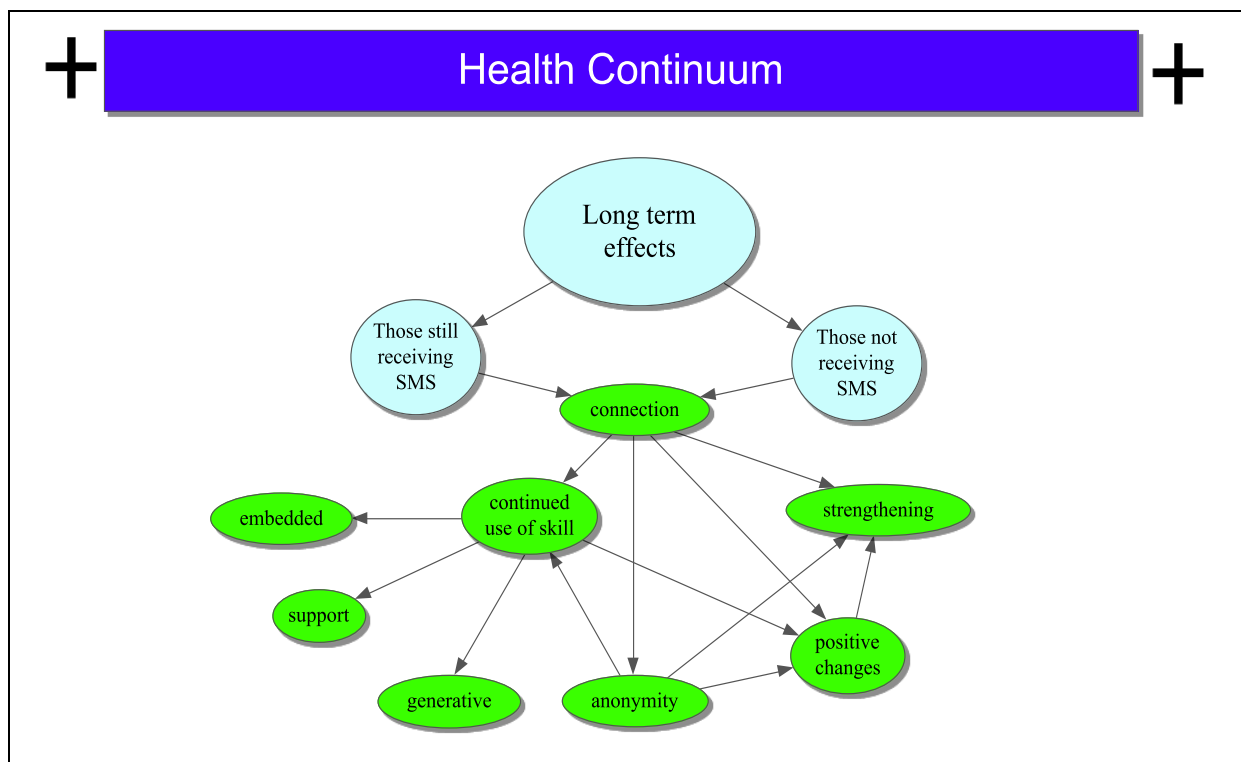 + Health Continuum +
Long term
effects
Those still
receiving
SMS
Those not
receiving
SMS
connection
continued
use of skill
embedded
strengthening
support
positive
changes
generative
anonymity